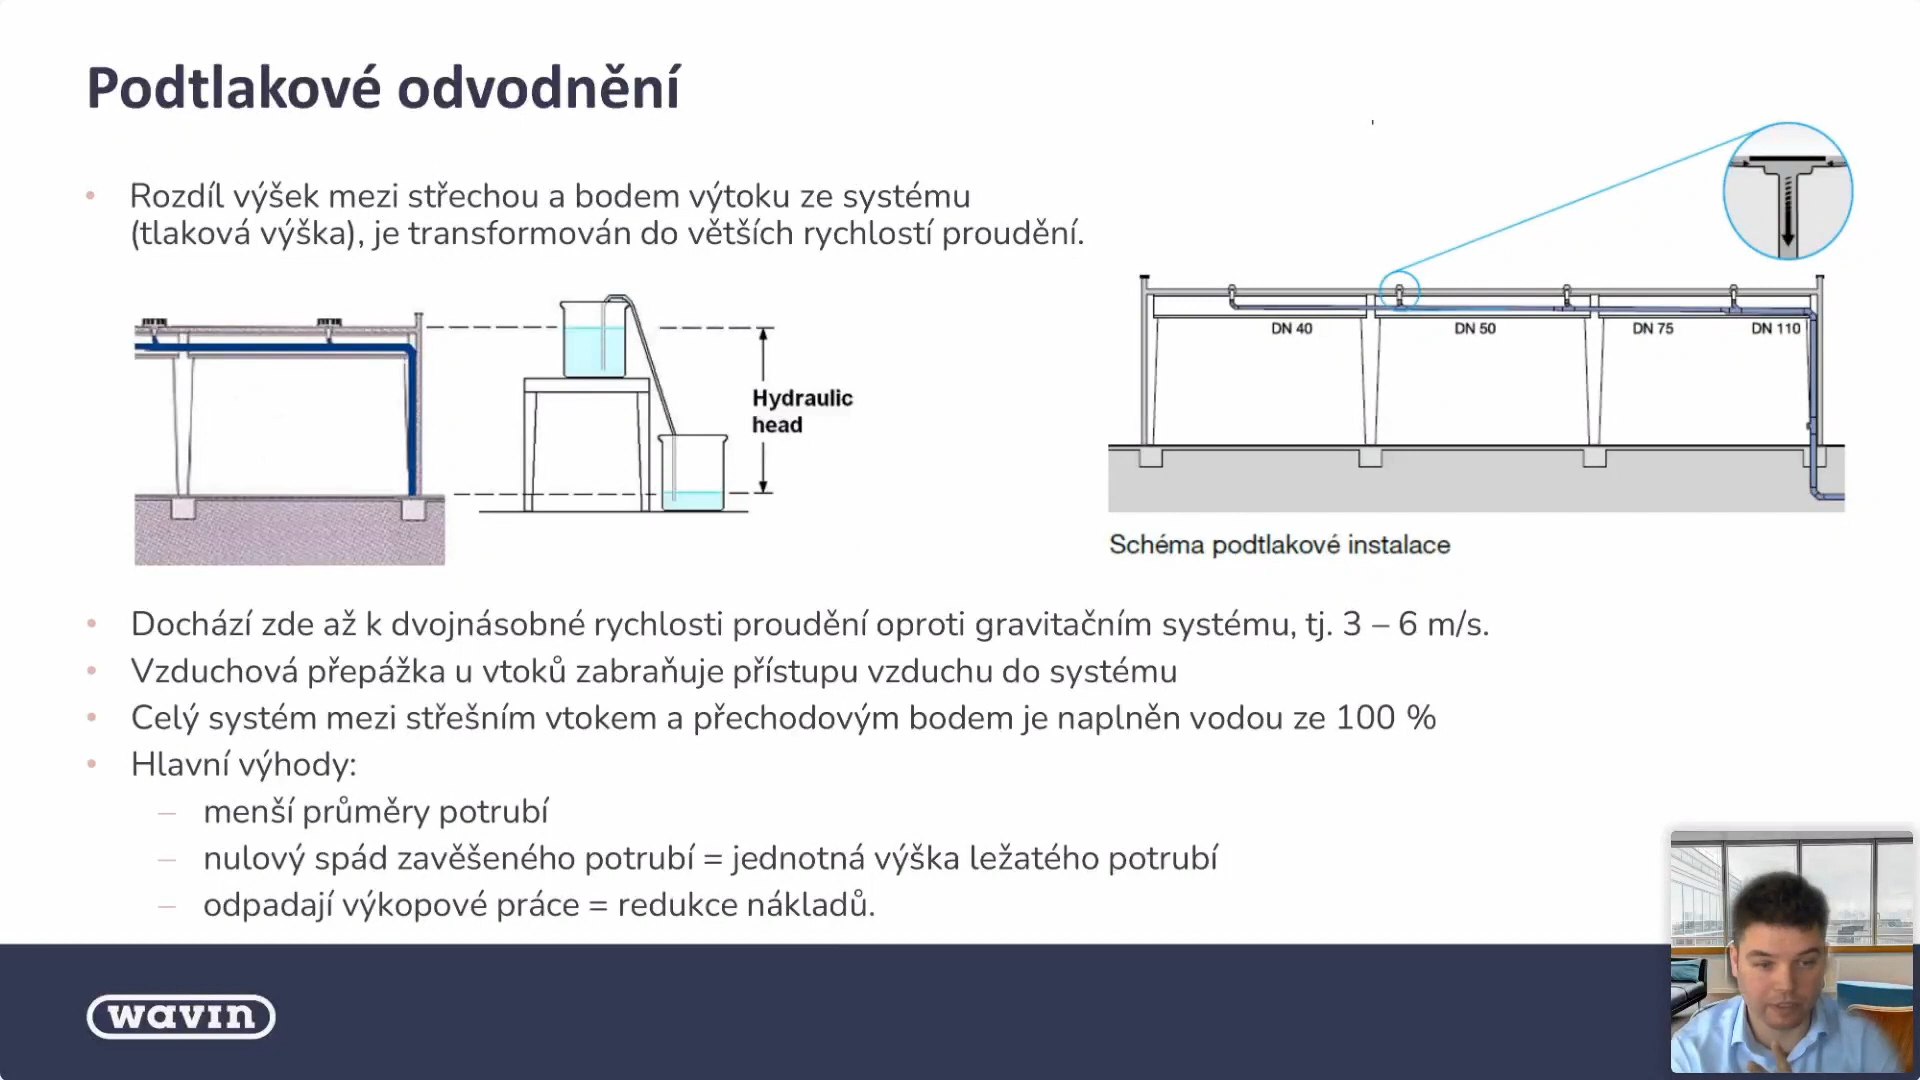 Podtlakové odvodnění
Rozdíl výšek mezi střechou a bodem výtoku ze systému
(tlaková výška), je transformován do větších rychlostí proudění.
Hydraulic
head
DN 40
DN 50
DN 75
DN 110
Schéma podtlakové instalace
Dochází zde až k dvojnásobné rychlosti proudění oproti gravitačním systému, tj. 3 – 6 m/s.
Vzduchová přepážka u vtoků zabraňuje přístupu vzduchu do systému
Celý systém mezi střešním vtokem a přechodovým bodem je naplněn vodou ze 100 %
Hlavní výhody:
– menší průměry potrubí
– nulový spád zavěšeného potrubí = jednotná výška ležatého potrubí
– odpadají výkopové práce = redukce nákladů.
wavin